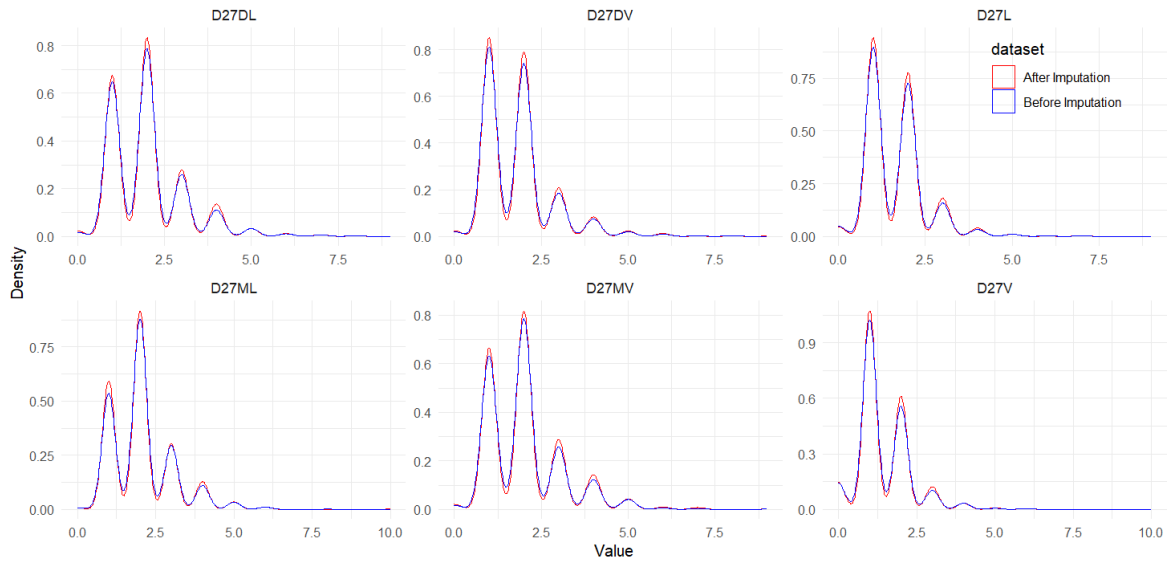 D27DL D27DV D27L
0.8 0.6 0.4 0.2 0.0
0.0 2.5 5.0 7.5
0.8 0.6 0.4 0.2 0.0
0.0 2.5 5.0 7.5
0.75 0.50 0.25 0.00
0.0 2.5 5.0 7.5
dataset
After Imputation
Before Imputation
Density
D27ML D27MV D27V
0.75 0.50 0.25 0.00
0.0 2.5 5.0 7.5 10.0
0.8 0.6 0.4 0.2 0.0
0.0 2.5 5.0 7.5
0.9 0.6 0.3 0.0
0.0 2.5 5.0 7.5 10.0
Value